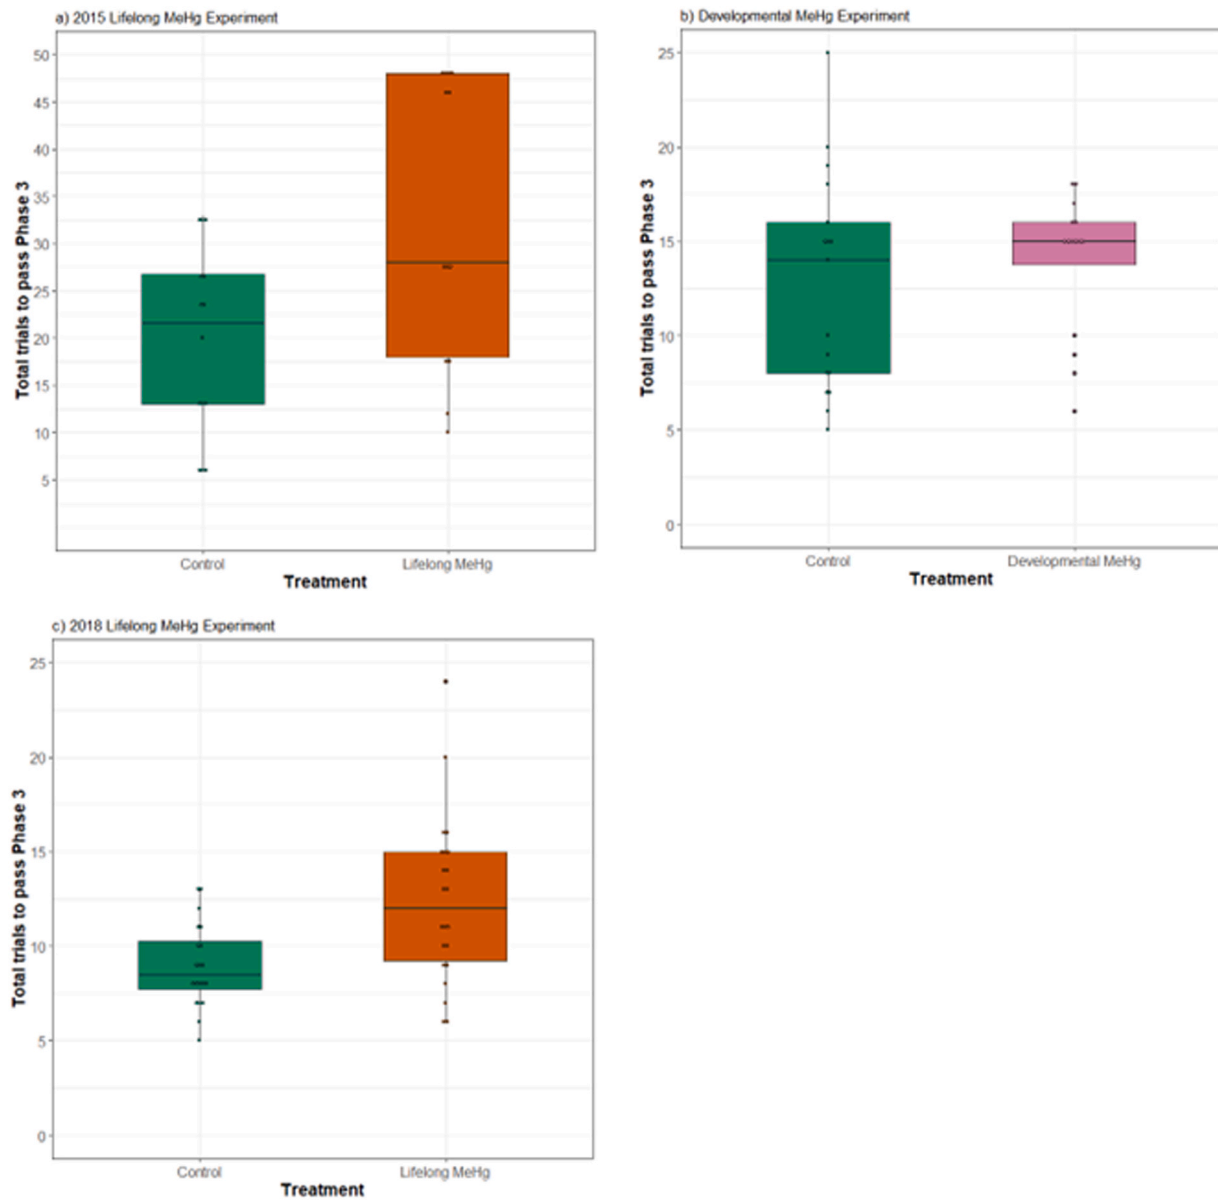 a) 2015 Lifelong MeHg Experiment
Total trials to pass Phase 3
50
45
40
35
30
25
20
15
10
5
Control
Lifelong MeHg
Treatment
b) Developmental MeHg Experiment
Total trials to pass Phase 3
25
20
15
10
5
0
Control
Developmental MeHg
Treatment
c) 2018 Lifelong MeHg Experiment
Total trials to pass Phase 3
25
20
15
10
5
0
Control
Lifelong MeHg
Treatment